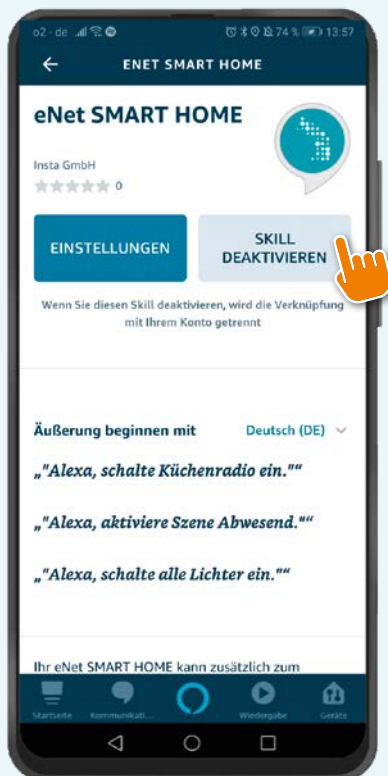 o2 - de 74 % 13:57
ENET SMART HOME
eNet SMART HOME
Insta GmbH
0
EINSTELLUNGEN
SKILL
DEAKTIVIEREN
Wenn Sie diesen Skill deaktivieren, wird die Verknüpfung
mit Ihrem Konto getrennt
Äußerung beginnen mit Deutsch (DE)
„"Alexa, schalte Küchenradio ein."“
„"Alexa, aktiviere Szene Abwesend."“
„"Alexa, schalte alle Lichter ein."“
Ihr eNet SMART HOME kann zusätzlich zum
Startseite Kommunikati... Wiedergabe Geräte